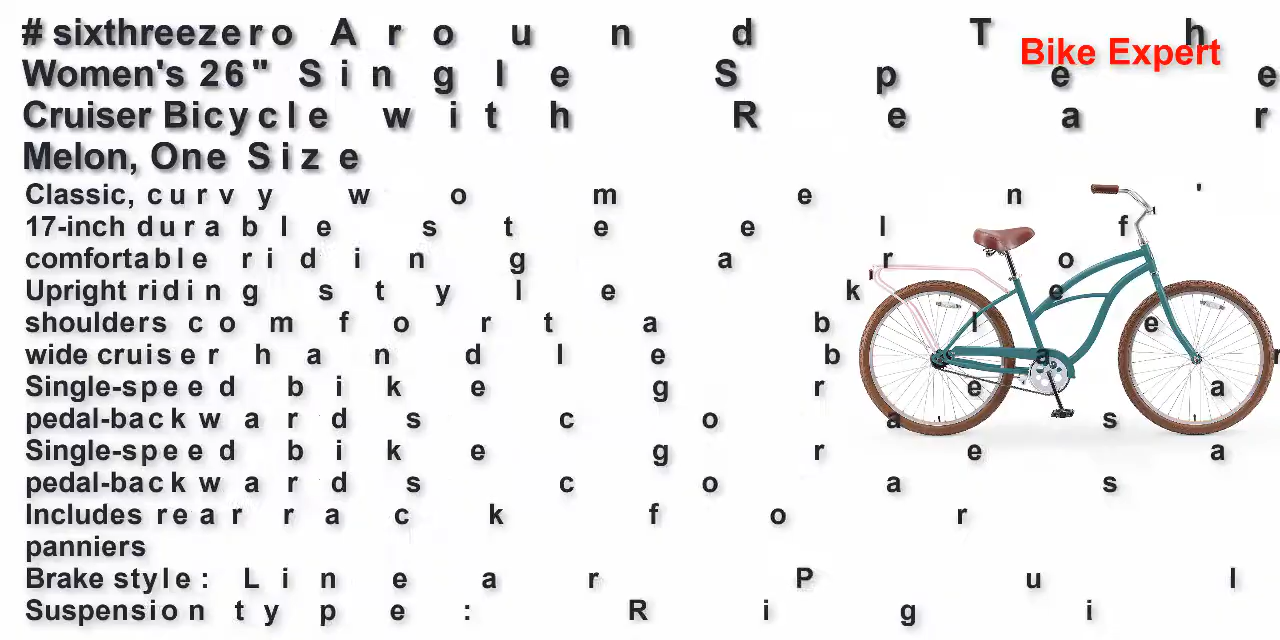 # sixthreezero Around Th
Bike Expert
Women's 26" Single Spee
Cruiser Bicycle with Rear
Melon, One Size
Classic, curvy women'
17-inch durable steel f
comfortable riding, aro
Upright riding style, ke
shoulders comfortable
wide cruiser handlebar
Single-speed bike grea
pedal-backwards coas
Single-speed bike grea
pedal-backwards coas
Includes rear rack for
panniers
Brake style: Linear Pul
Suspension type: Rigi